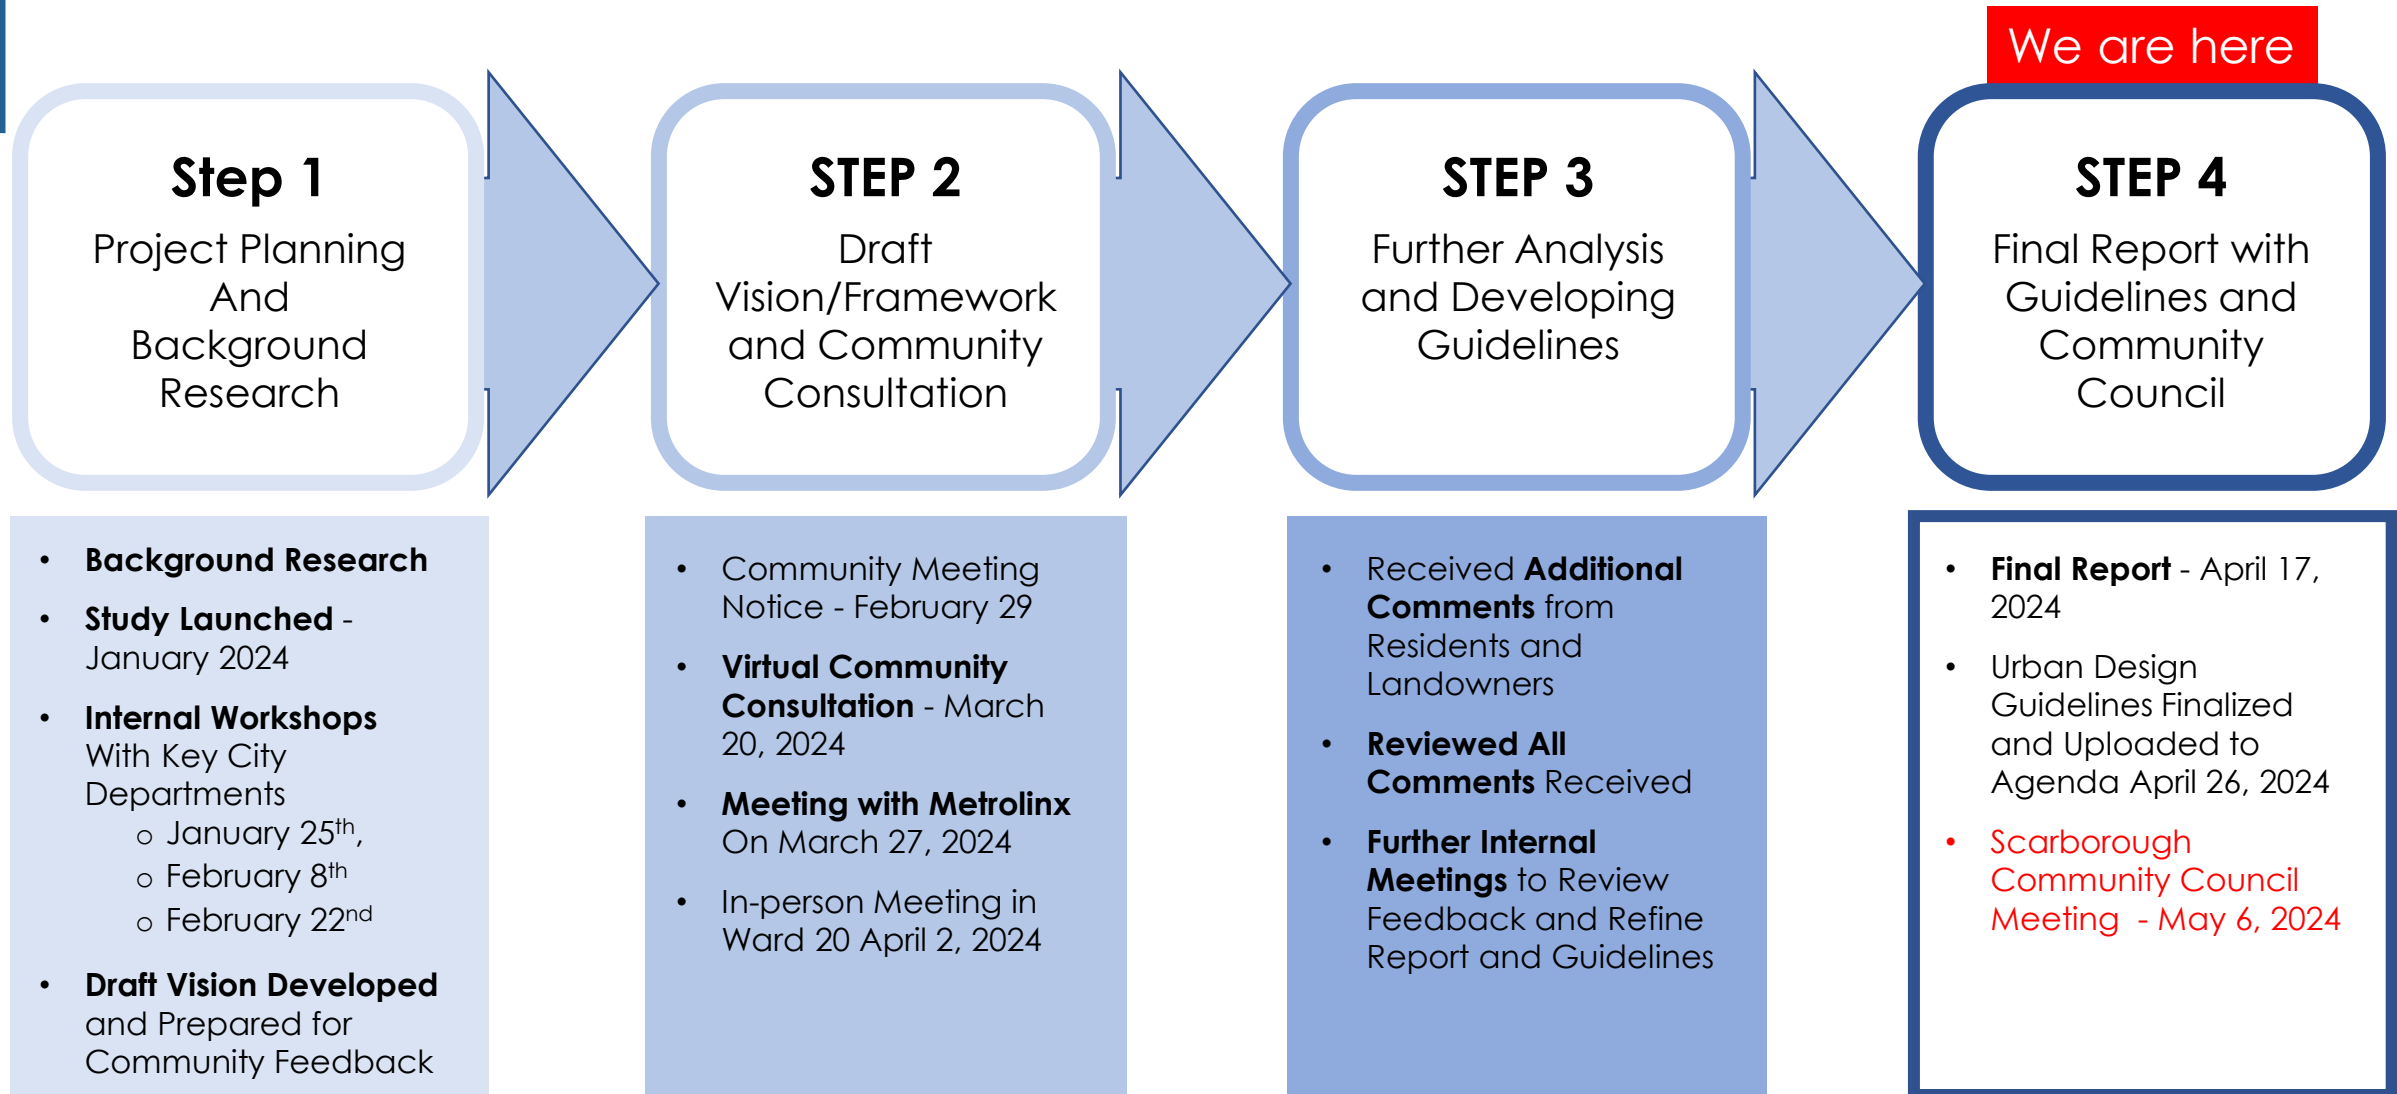 We are here
Step 1
Project Planning
And
Background
Research
STEP 2
Draft
Vision/Framework
and Community
Consultation
STEP 3
Further Analysis
and Developing
Guidelines
STEP 4
Final Report with
Guidelines and
Community
Council
• Background Research
• Study Launched -
January 2024
• Internal Workshops
With Key City
Departments
o January 25th,
o February 8th
o February 22nd
• Draft Vision Developed
and Prepared for
Community Feedback
• Community Meeting
Notice - February 29
• Virtual Community
Consultation - March
20, 2024
• Meeting with Metrolinx
On March 27, 2024
• In-person Meeting in
Ward 20 April 2, 2024
• Received Additional
Comments from
Residents and
Landowners
• Reviewed All
Comments Received
• Further Internal
Meetings to Review
Feedback and Refine
Report and Guidelines
• Final Report - April 17,
2024
• Urban Design
Guidelines Finalized
and Uploaded to
Agenda April 26, 2024
• Scarborough
Community Council
Meeting - May 6, 2024